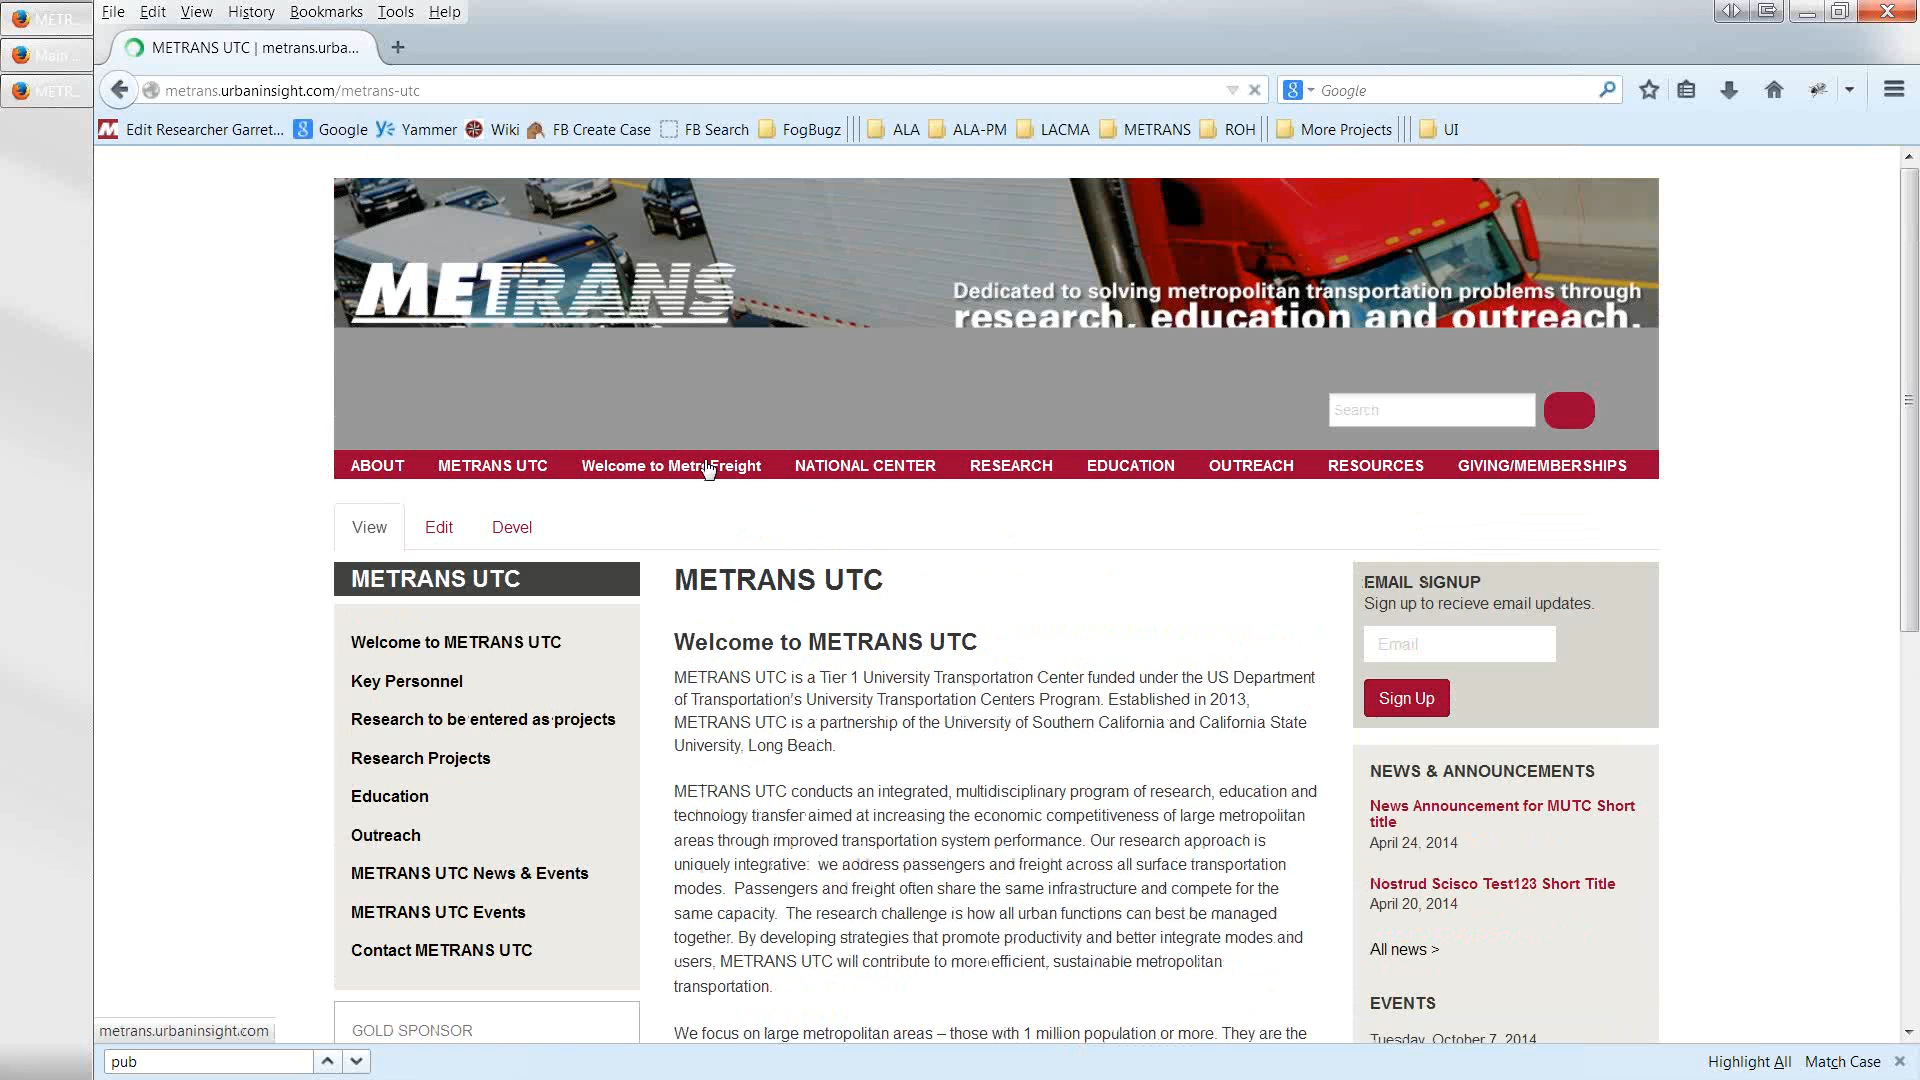 File Edit View History Bookmarks Tools Help
METR
METRANS UTC | metrans.urba...
Main
METR
metrans.urbaninsight.com/metrans-utc
Google
Edit Researcher Garret... Google Yammer Wiki FB Create Case FB Search FogBugz ALA ALA-PM LACMA METRANS ROH More Projects UI
METRANS
Dedicated to solving metropolitan transportation problems through
research, education and outreach.
Search
ABOUT METRANS UTC Welcome to MetroFreight NATIONAL CENTER RESEARCH EDUCATION OUTREACH RESOURCES GIVING/MEMBERSHIPS
View Edit Devel
METRANS UTC
Welcome to METRANS UTC
Key Personnel
Research to be entered as projects
Research Projects
Education
Outreach
METRANS UTC News & Events
METRANS UTC Events
Contact METRANS UTC
GOLD SPONSOR
METRANS UTC
Welcome to METRANS UTC
METRANS UTC is a Tier 1 University Transportation Center funded under the US Department
of Transportation's University Transportation Centers Program. Established in 2013,
METRANS UTC is a partnership of the University of Southern California and California State
University, Long Beach.
METRANS UTC conducts an integrated, multidisciplinary program of research, education and
technology transfer aimed at increasing the economic competitiveness of large metropolitan
areas through improved transportation system performance. Our research approach is
uniquely integrative: we address passengers and freight across all surface transportation
modes. Passengers and freight often share the same infrastructure and compete for the
same capacity. The research challenge is how all urban functions can best be managed
together. By developing strategies that promote productivity and better integrate modes and
users, METRANS UTC will contribute to more efficient, sustainable metropolitan
transportation.
We focus on large metropolitan areas – those with 1 million population or more. They are the
EMAIL SIGNUP
Sign up to recieve email updates.
Email
Sign Up
NEWS & ANNOUNCEMENTS
News Announcement for MUTC Short
title
April 24, 2014
Nostrud Scisco Test123 Short Title
April 20, 2014
All news >
EVENTS
Tuesday, October 7, 2014
metrans.urbaninsight.com
pub
Highlight All Match Case